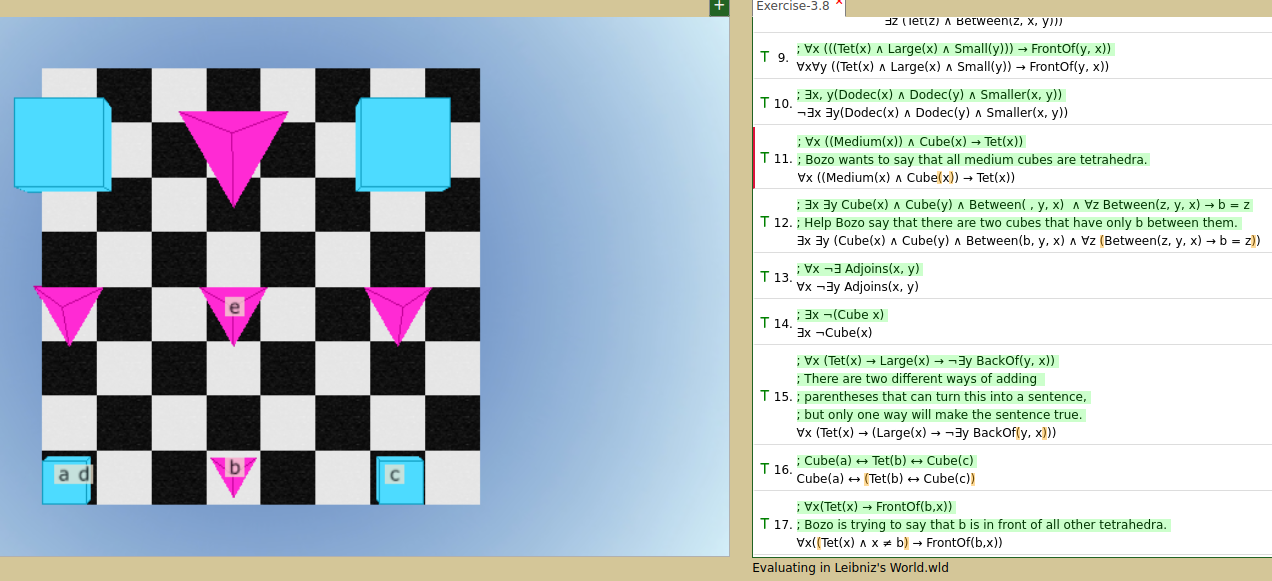 +
Exercise-3.8 ×
∃z (Tet(z) ∧ Between(z, x, y)))
T 9. ; ∀x (((Tet(x) ∧ Large(x) ∧ Small(y))) → FrontOf(y, x))
∀x∀y ((Tet(x) ∧ Large(x) ∧ Small(y)) → FrontOf(y, x))
T 10. ; ∃x, y(Dodec(x) ∧ Dodec(y) ∧ Smaller(x, y))
¬∃x ∃y(Dodec(x) ∧ Dodec(y) ∧ Smaller(x, y))
T 11. ; ∀x ((Medium(x)) ∧ Cube(x) → Tet(x))
; Bozo wants to say that all medium cubes are tetrahedra.
∀x ((Medium(x) ∧ Cube(x)) → Tet(x))
T 12. ; ∃x ∃y Cube(x) ∧ Cube(y) ∧ Between( , y, x) ∧ ∀z Between(z, y, x) → b = z
; Help Bozo say that there are two cubes that have only b between them.
∃x ∃y (Cube(x) ∧ Cube(y) ∧ Between(b, y, x) ∧ ∀z (Between(z, y, x) → b = z))
T 13. ; ∀x ¬∃ Adjoins(x, y)
∀x ¬∃y Adjoins(x, y)
T 14. ; ∃x ¬(Cube x)
∃x ¬Cube(x)
T 15. ; ∀x (Tet(x) → Large(x) → ¬∃y BackOf(y, x))
; There are two different ways of adding
; parentheses that can turn this into a sentence,
; but only one way will make the sentence true.
∀x (Tet(x) → (Large(x) → ¬∃y BackOf(y, x)))
T 16. ; Cube(a) ↔ Tet(b) ↔ Cube(c)
Cube(a) ↔ (Tet(b) ↔ Cube(c))
T 17. ; ∀x(Tet(x) → FrontOf(b,x))
; Bozo is trying to say that b is in front of all other tetrahedra.
∀x((Tet(x) ∧ x ≠ b) → FrontOf(b,x))
e
a d
b
c
Evaluating in Leibniz's World.wld